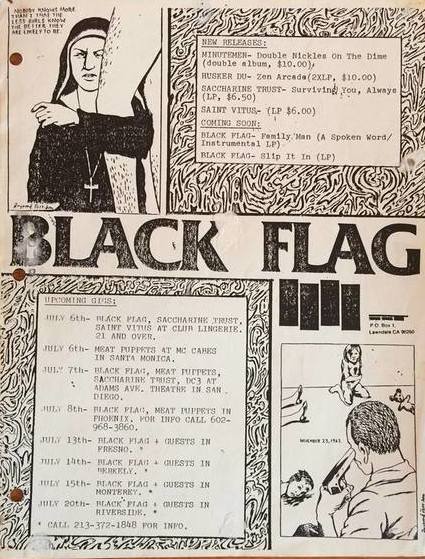 NOBODY KNOWS MORE
THAN I THAT THE
LESS GIRLS KNOW
THE BETTER THEY
ARE LIKELY TO BE.
NEW RELEASES:
MINUTEMEN- Double Nickles On The Dime
(double album, $10.00)
HUSKER DU- Zen Arcade(2XLP, $10.00)
SACCHARINE TRUST- Surviving You, Always
(LP, $6.50)
SAINT VITUS,- (LP $6.00)
COMING SOON:
BLACK FLAG- Family Man (A Spoken Word/
Instrumental LP)
BLACK FLAG- Slip It In (LP)
BLACK FLAG
P.O. Box 1,
Lawndale CA 90260
UPCOMING GIGS:
JULY 6th- BLACK FLAG, SACCHARINE TRUST,
SAINT VITUS AT CLUB LINGERIE.
21 AND OVER.
JULY 6th- MEAT PUPPETS AT MC CABES
IN SANTA MONICA.
JULY 7th- BLACK FLAG, MEAT PUPPETS,
SACCHARINE TRUST, DC3 AT
ADAMS AVE. THEATRE IN SAN
DIEGO.
JULY 8th- BLACK FLAG, MEAT PUPPETS IN
PHOENIX. FOR INFO CALL 602-
968-3860.
JULY 13th- BLACK FLAG + GUESTS IN
FRESNO. *
JULY 14th- BLACK FLAG + GUESTS IN
BERKELY. *
JULY 15th- BLACK FLAG + GUESTS IN
MONTEREY. *
JULY 20th- BLACK FLAG + GUESTS IN
RIVERSIDE. *
* CALL 213-372-1848 FOR INFO.
NOVEMBER 23, 1963